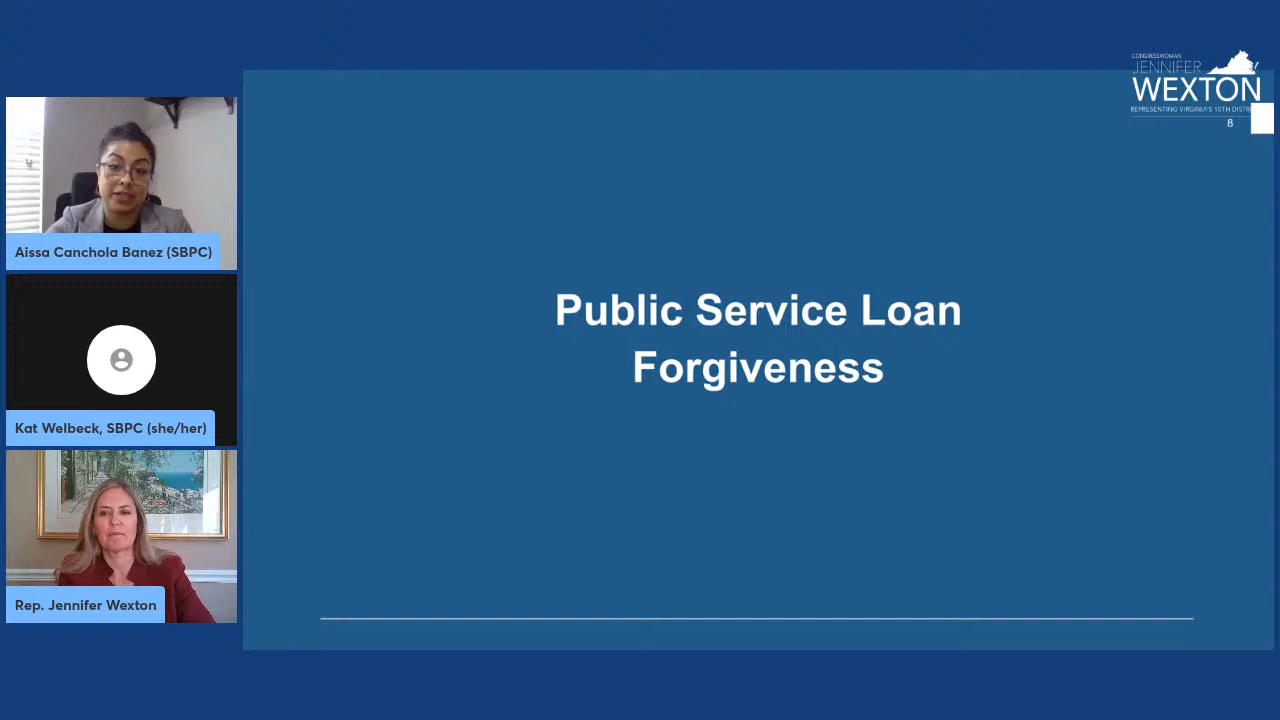 CONGRESSWOMAN
JENNIFER
WEXTON
REPRESENTING VIRGINIA'S 10TH
8
Aissa Canchola Banez (SBPC)
Public Service Loan
Forgiveness
Kat Welbeck, SBPC (she/her)
Rep. Jennifer Wexton